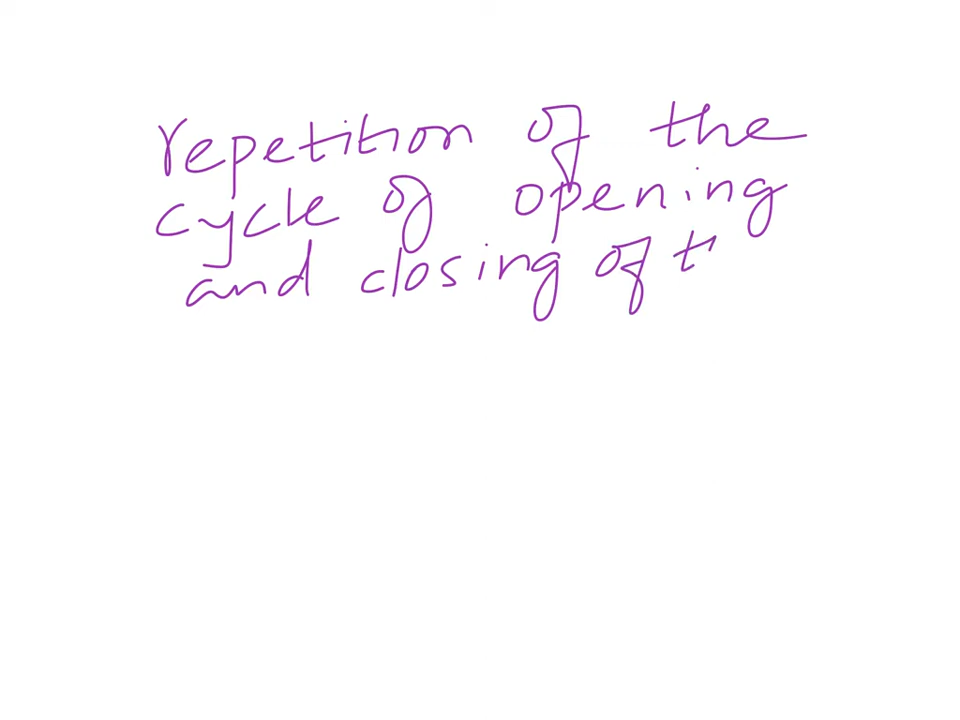 repetition of the
cycle of opening
and closing of t